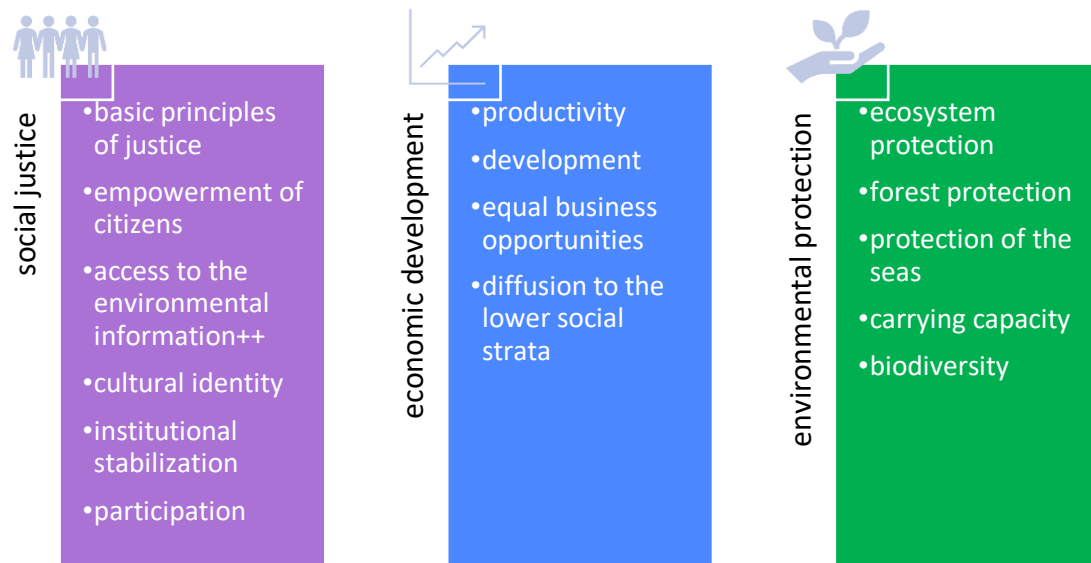 social justice
•basic principles
of justice
•empowerment of
citizens
•access to the
environmental
information++
•cultural identity
•institutional
stabilization
•participation
economic development
•productivity
•development
•equal business
opportunities
•diffusion to the
lower social
strata
environmental protection
•ecosystem
protection
•forest protection
•protection of the
seas
•carrying capacity
•biodiversity